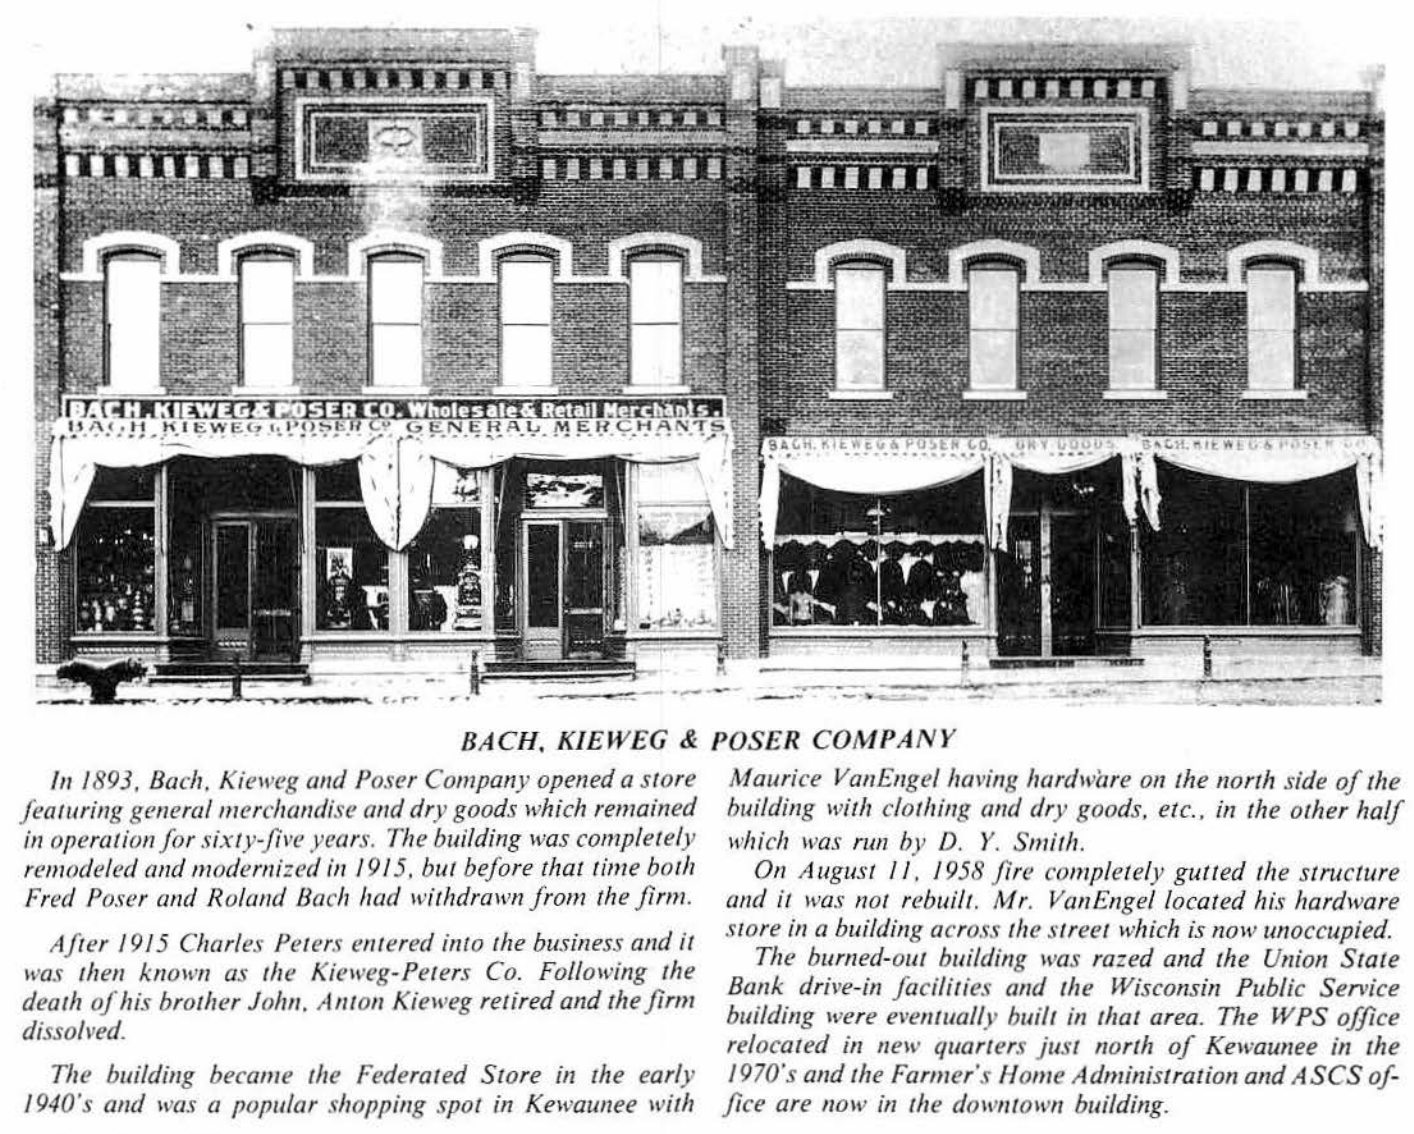 BACH, KIEWEG & POSER CO. Wholesale & Retail Merchants.
BACH KIEWEG & POSER CO GENERAL MERCHANTS
BACH, KIEWEG & POSER CO. DRY GOODS BACH, KIEWEG & POSER CO.
BACH, KIEWEG & POSER COMPANY
In 1893, Bach, Kieweg and Poser Company opened a store
featuring general merchandise and dry goods which remained
in operation for sixty-five years. The building was completely
remodeled and modernized in 1915, but before that time both
Fred Poser and Roland Bach had withdrawn from the firm.
After 1915 Charles Peters entered into the business and it
was then known as the Kieweg-Peters Co. Following the
death of his brother John, Anton Kieweg retired and the firm
dissolved.
The building became the Federated Store in the early
1940's and was a popular shopping spot in Kewaunee with
Maurice VanEngel having hardware on the north side of the
building with clothing and dry goods, etc., in the other half
which was run by D. Y. Smith.
On August 11, 1958 fire completely gutted the structure
and it was not rebuilt. Mr. VanEngel located his hardware
store in a building across the street which is now unoccupied.
The burned-out building was razed and the Union State
Bank drive-in facilities and the Wisconsin Public Service
building were eventually built in that area. The WPS office
relocated in new quarters just north of Kewaunee in the
1970's and the Farmer's Home Administration and ASCS of-
fice are now in the downtown building.